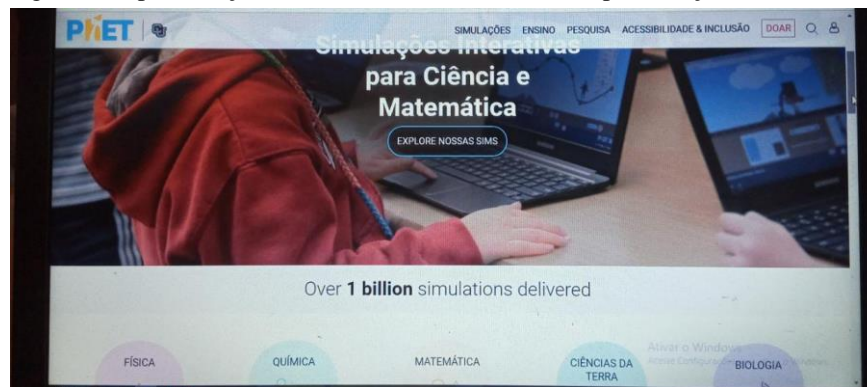 PhET
SIMULAÇÕES ENSINO PESQUISA ACESSIBILIDADE & INCLUSÃO DOAR
Simulações Interativas
para Ciência e
Matemática
EXPLORE NOSSAS SIMS
Over 1 billion simulations delivered
FÍSICA QUÍMICA MATEMÁTICA CIÊNCIAS DA TERRA BIOLOGIA
Ativar o Windows